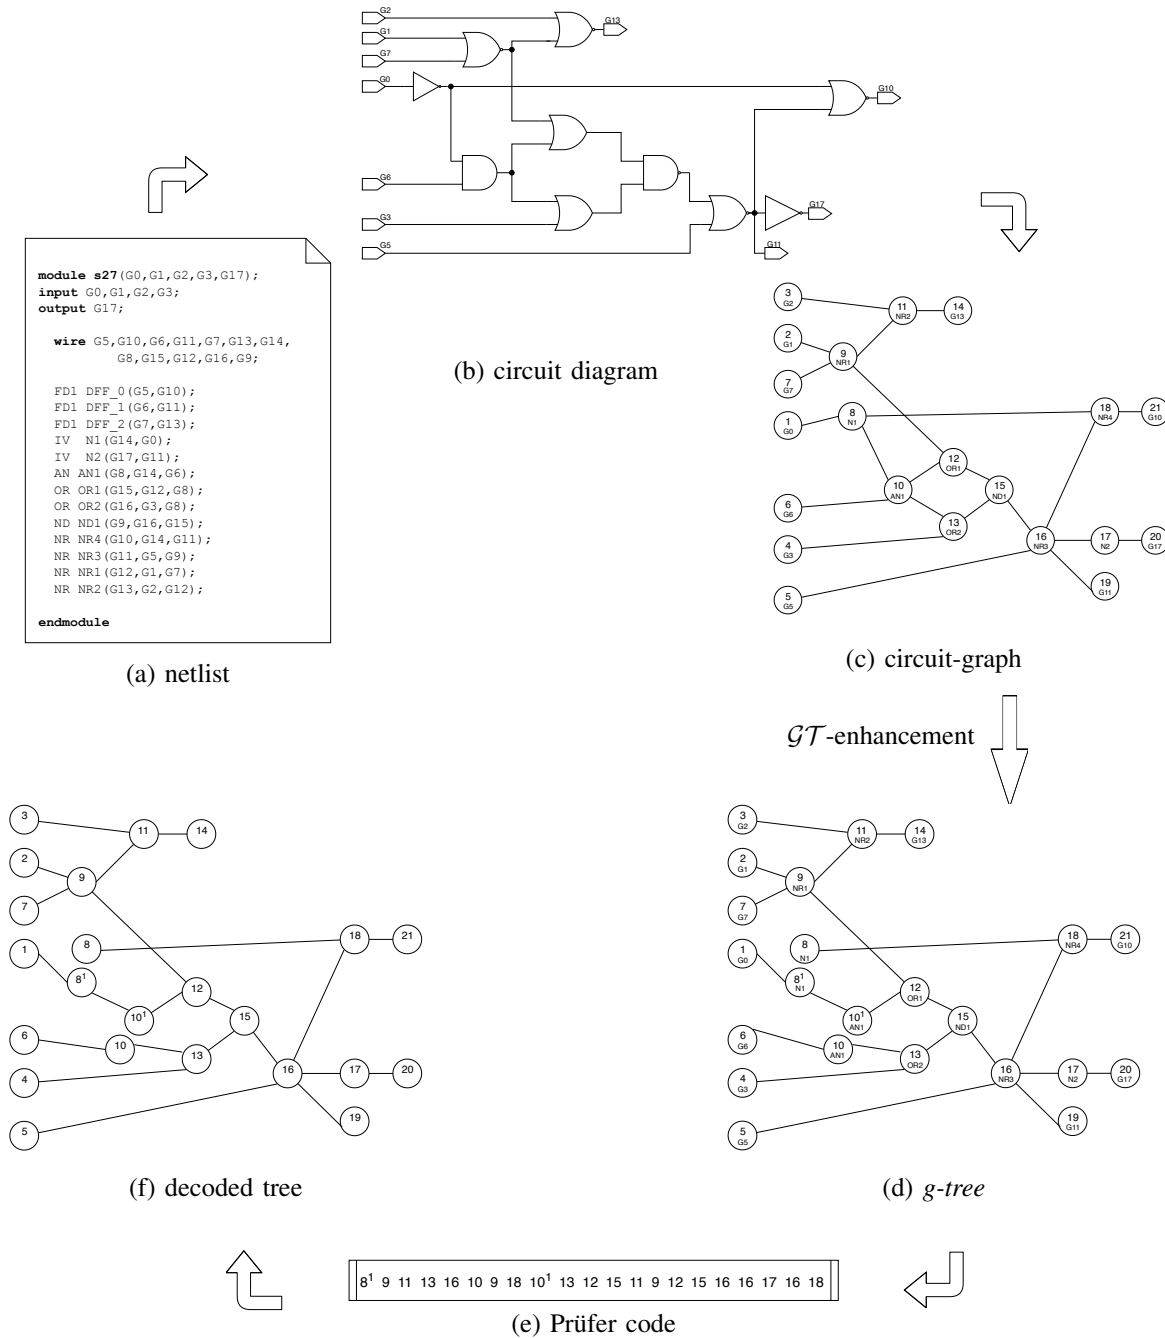 G2
G13
G1
G7
G0
G10
G6
G3
G17
G5
G11
module s27(G0,G1,G2,G3,G17);
input G0,G1,G2,G3;
output G17;
wire G5,G10,G6,G11,G7,G13,G14,
G8,G15,G12,G16,G9;
FD1 DFF_0(G5,G10);
FD1 DFF_1(G6,G11);
FD1 DFF_2(G7,G13);
IV N1(G14,G0);
IV N2(G17,G11);
AN AN1(G8,G14,G6);
OR OR1(G15,G12,G8);
OR OR2(G16,G3,G8);
ND ND1(G9,G16,G15);
NR NR4(G10,G14,G11);
NR NR3(G11,G5,G9);
NR NR1(G12,G1,G7);
NR NR2(G13,G2,G12);
endmodule
(a) netlist
(b) circuit diagram
3
G2
11
NR2
14
G13
2
G1
9
NR1
7
G7
1
G0
8
N1
18
NR4
21
G10
12
OR1
10
AN1
15
ND1
6
G6
13
OR2
4
G3
16
NR3
17
N2
20
G17
5
G5
19
G11
(c) circuit-graph
𝒢𝒯-enhancement
3
11
14
2
9
7
1
8
18
21
8¹
12
10¹
15
6
10
13
4
16
17
20
5
19
(f) decoded tree
3
G2
11
NR2
14
G13
2
G1
9
NR1
7
G7
1
G0
8
N1
18
NR4
21
G10
8¹
N1
12
OR1
10¹
AN1
15
ND1
6
G6
10
AN1
13
OR2
4
G3
16
NR3
17
N2
20
G17
5
G5
19
G11
(d) g-tree
8¹ 9 11 13 16 10 9 18 10¹ 13 12 15 11 9 12 15 16 16 17 16 18
(e) Prüfer code